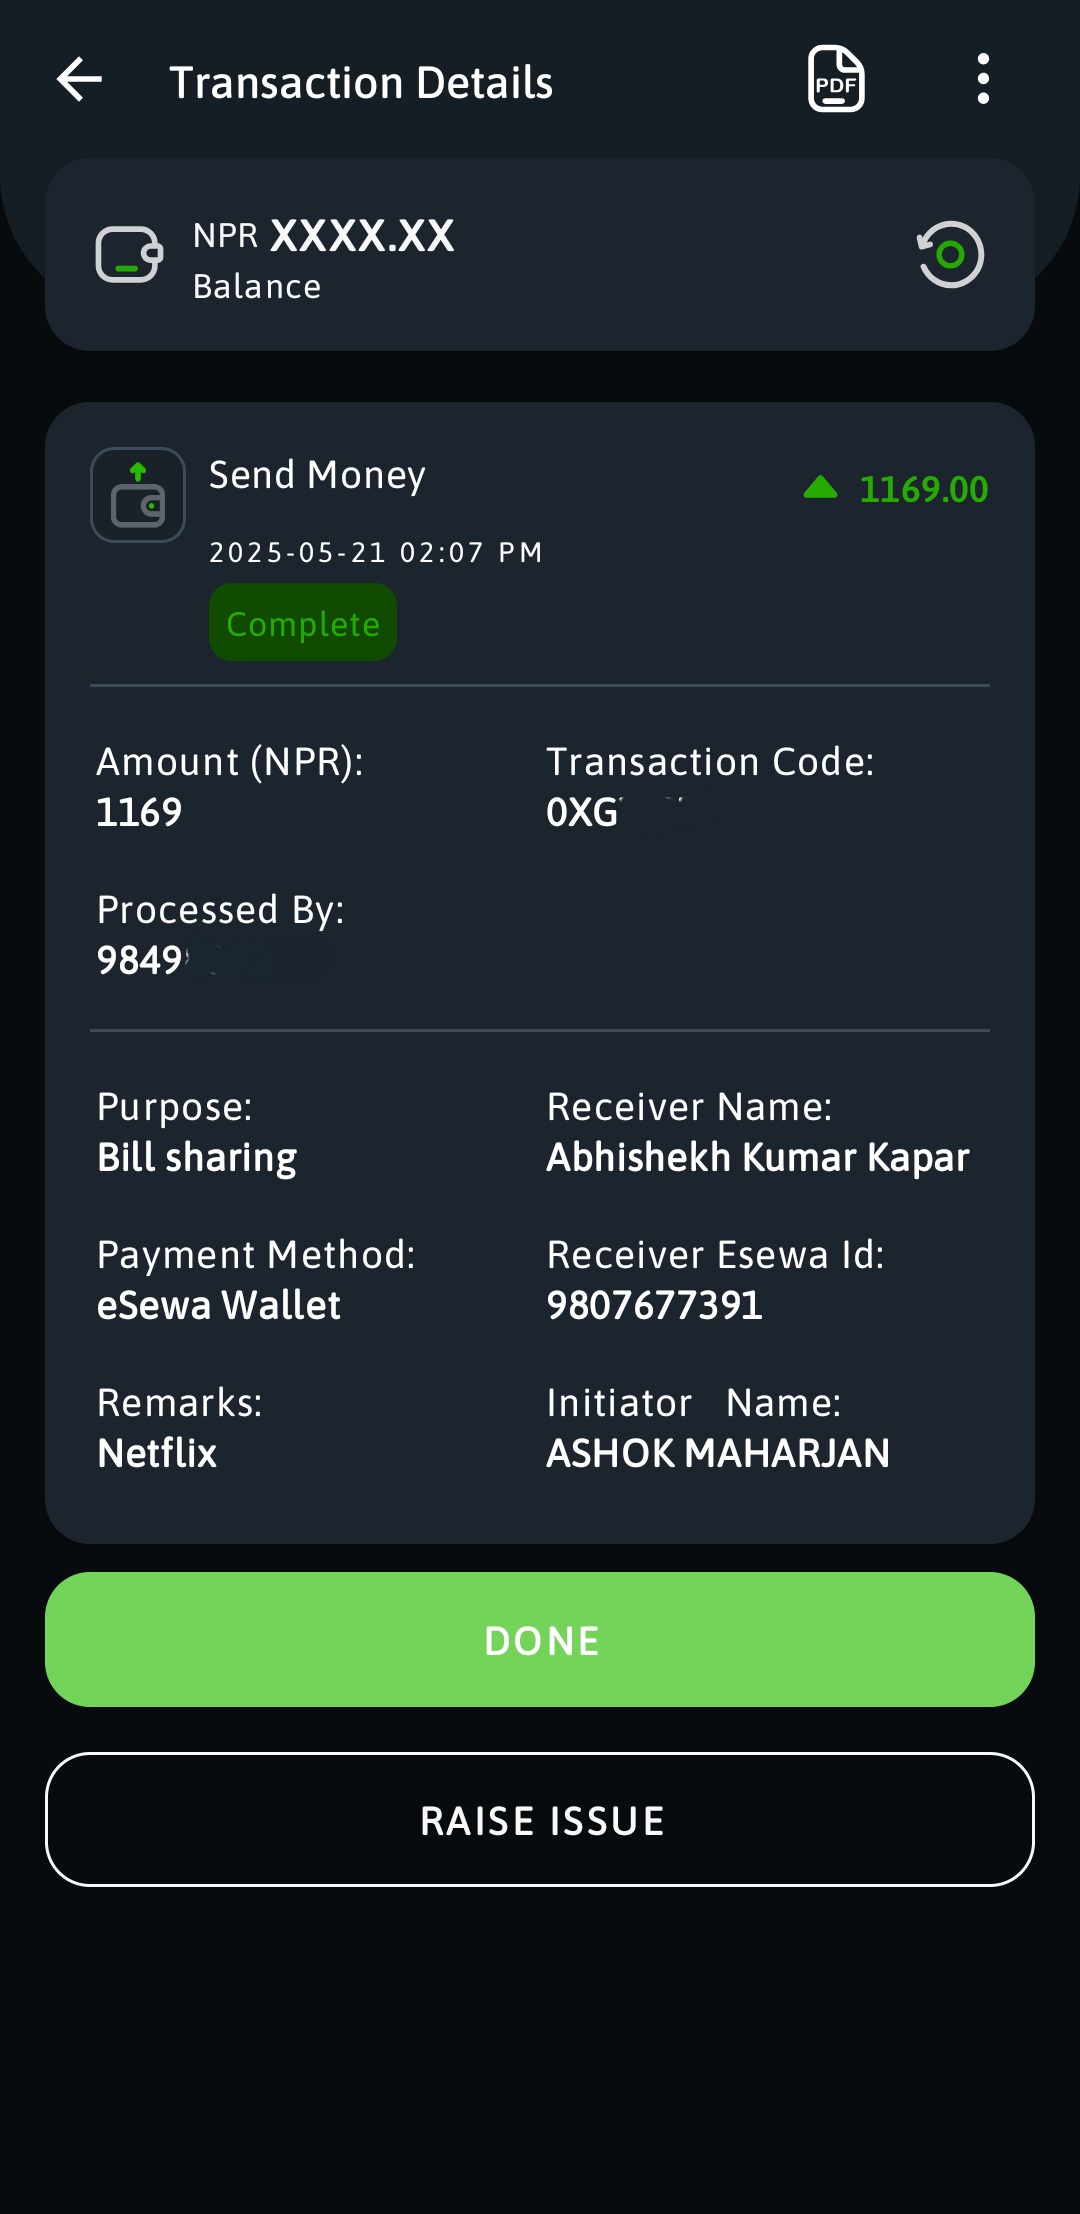 Transaction Details
PDF
NPR XXXX.XX
Balance
Send Money
1169.00
2025-05-21 02:07 PM
Complete
Amount (NPR):
1169
Transaction Code:
0XG
Processed By:
9849
Purpose:
Bill sharing
Receiver Name:
Abhishekh Kumar Kapar
Payment Method:
eSewa Wallet
Receiver Esewa Id:
9807677391
Remarks:
Netflix
Initiator Name:
ASHOK MAHARJAN
DONE
RAISE ISSUE